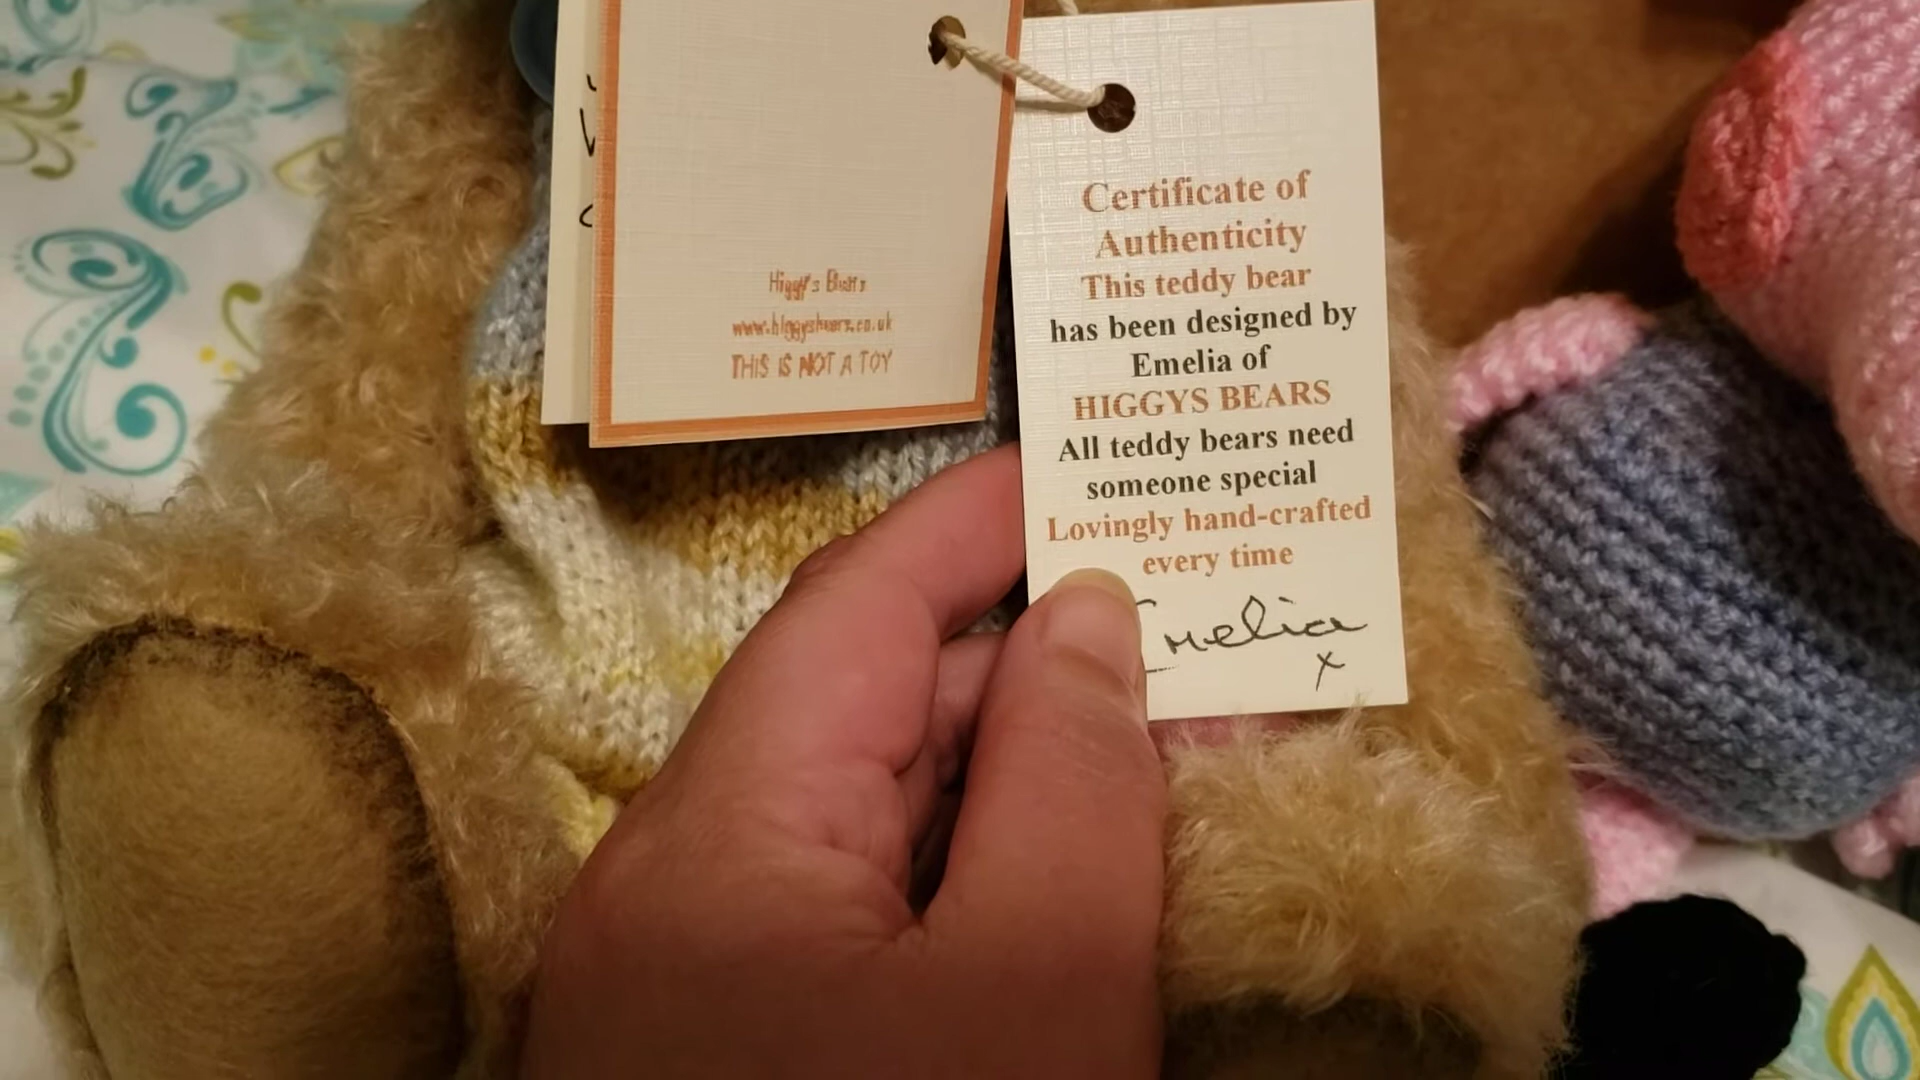 Higgy's Bears
www.higgysbears.co.uk
THIS IS NOT A TOY
Certificate of
Authenticity
This teddy bear
has been designed by
Emelia of
HIGGYS BEARS
All teddy bears need
someone special
Lovingly hand-crafted
every time
Emelia
x